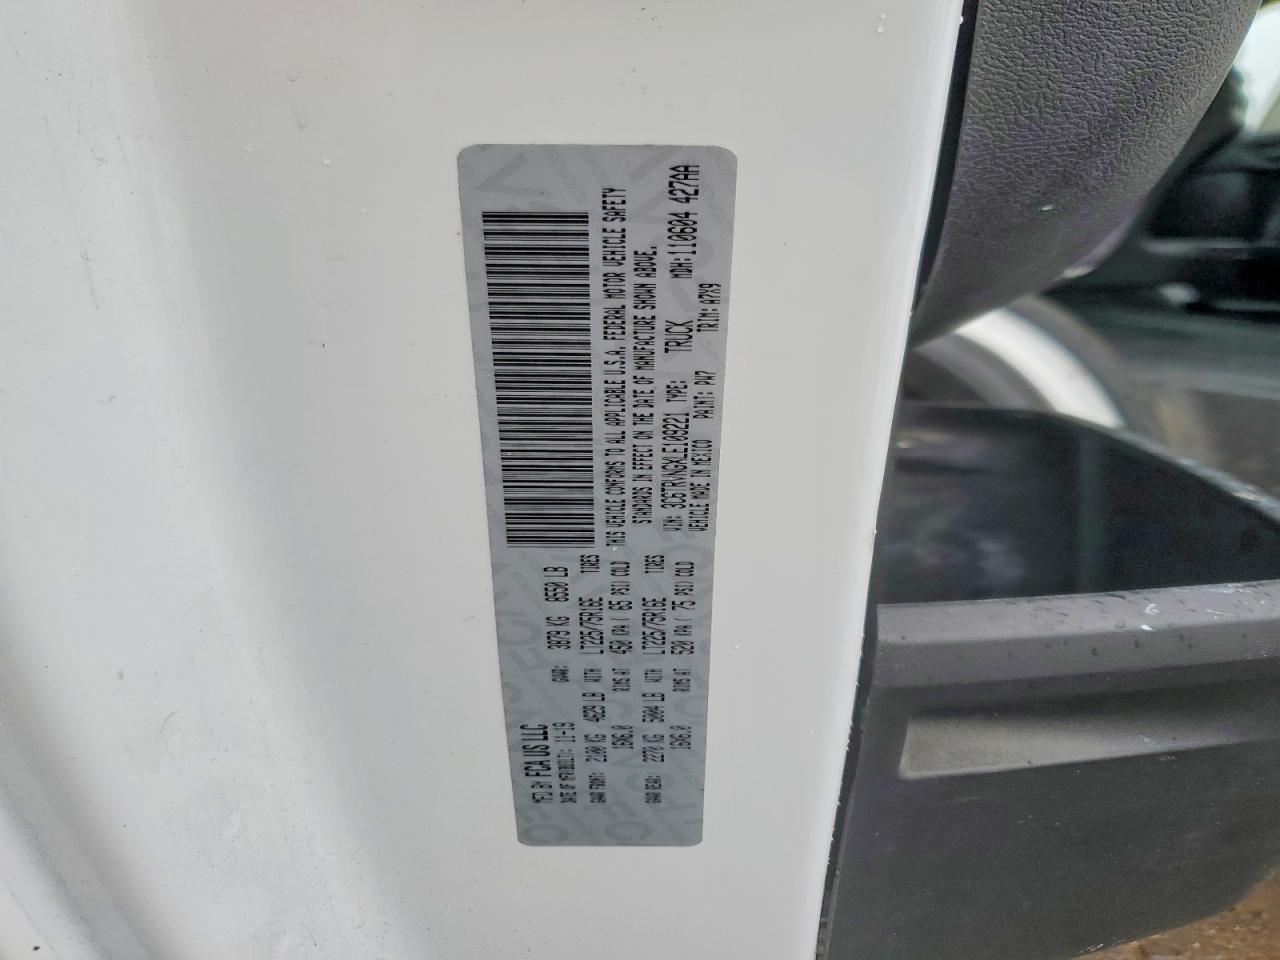 MFD BY FCA US LLC
DATE OF MFR/BUILT: 11-19 GVWR: 3879 KG 8550 LB
GAWR FRONT: 2100 KG 4629 LB WITH LT225/75R16E TIRES
16X6.0 RIMS AT 450 KPA( 65 PSI) COLD
GAWR REAR: 2270 KG 5004 LB WITH LT225/75R16E TIRES
16X6.0 RIMS AT 520 KPA( 75 PSI) COLD
THIS VEHICLE CONFORMS TO ALL APPLICABLE U.S.A. FEDERAL MOTOR VEHICLE SAFETY
STANDARDS IN EFFECT ON THE DATE OF MANUFACTURE SHOWN ABOVE.
VIN: 3C6TRVNGXLE109221 TYPE: TRUCK MDH: 110604 427AA
VEHICLE MADE IN MEXICO PAINT: PW7 TRIM: A7X9